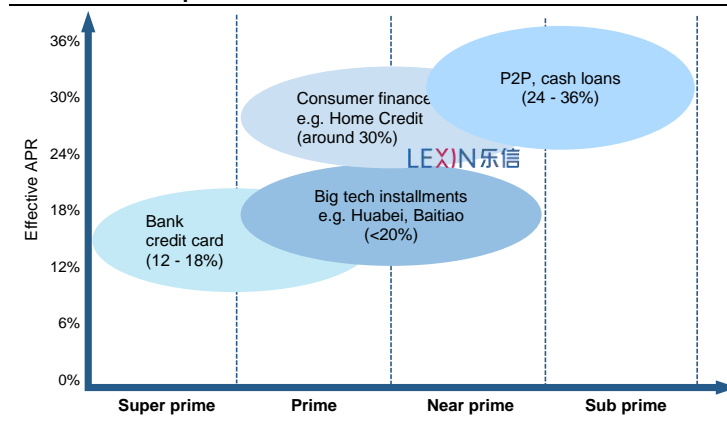 36%
30%
24%
18%
12%
6%
0%
Effective APR
P2P, cash loans
(24 - 36%)
Consumer finance
e.g. Home Credit
(around 30%)
LEXIN乐信
Big tech installments
e.g. Huabei, Baitiao
(<20%)
Bank
credit card
(12 - 18%)
Super prime
Prime
Near prime
Sub prime